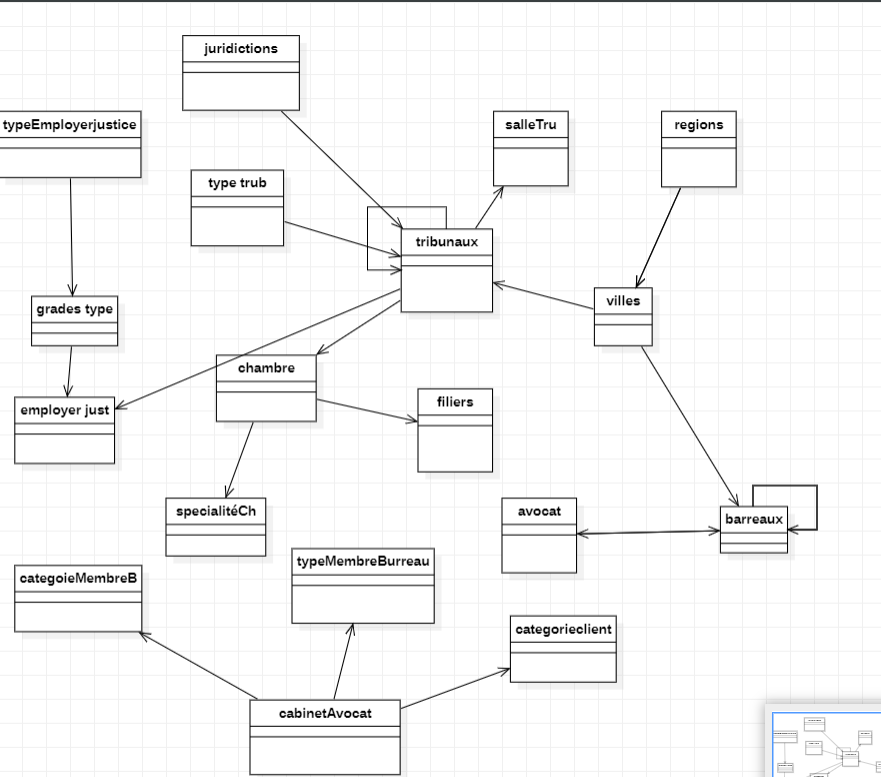 juridictions
typeEmployerjustice
salleTru
regions
type trub
tribunaux
villes
grades type
chambre
employer just
filiers
specialitéCh
avocat
barreaux
typeMembreBurreau
categoieMembreB
categorieclient
cabinetAvocat